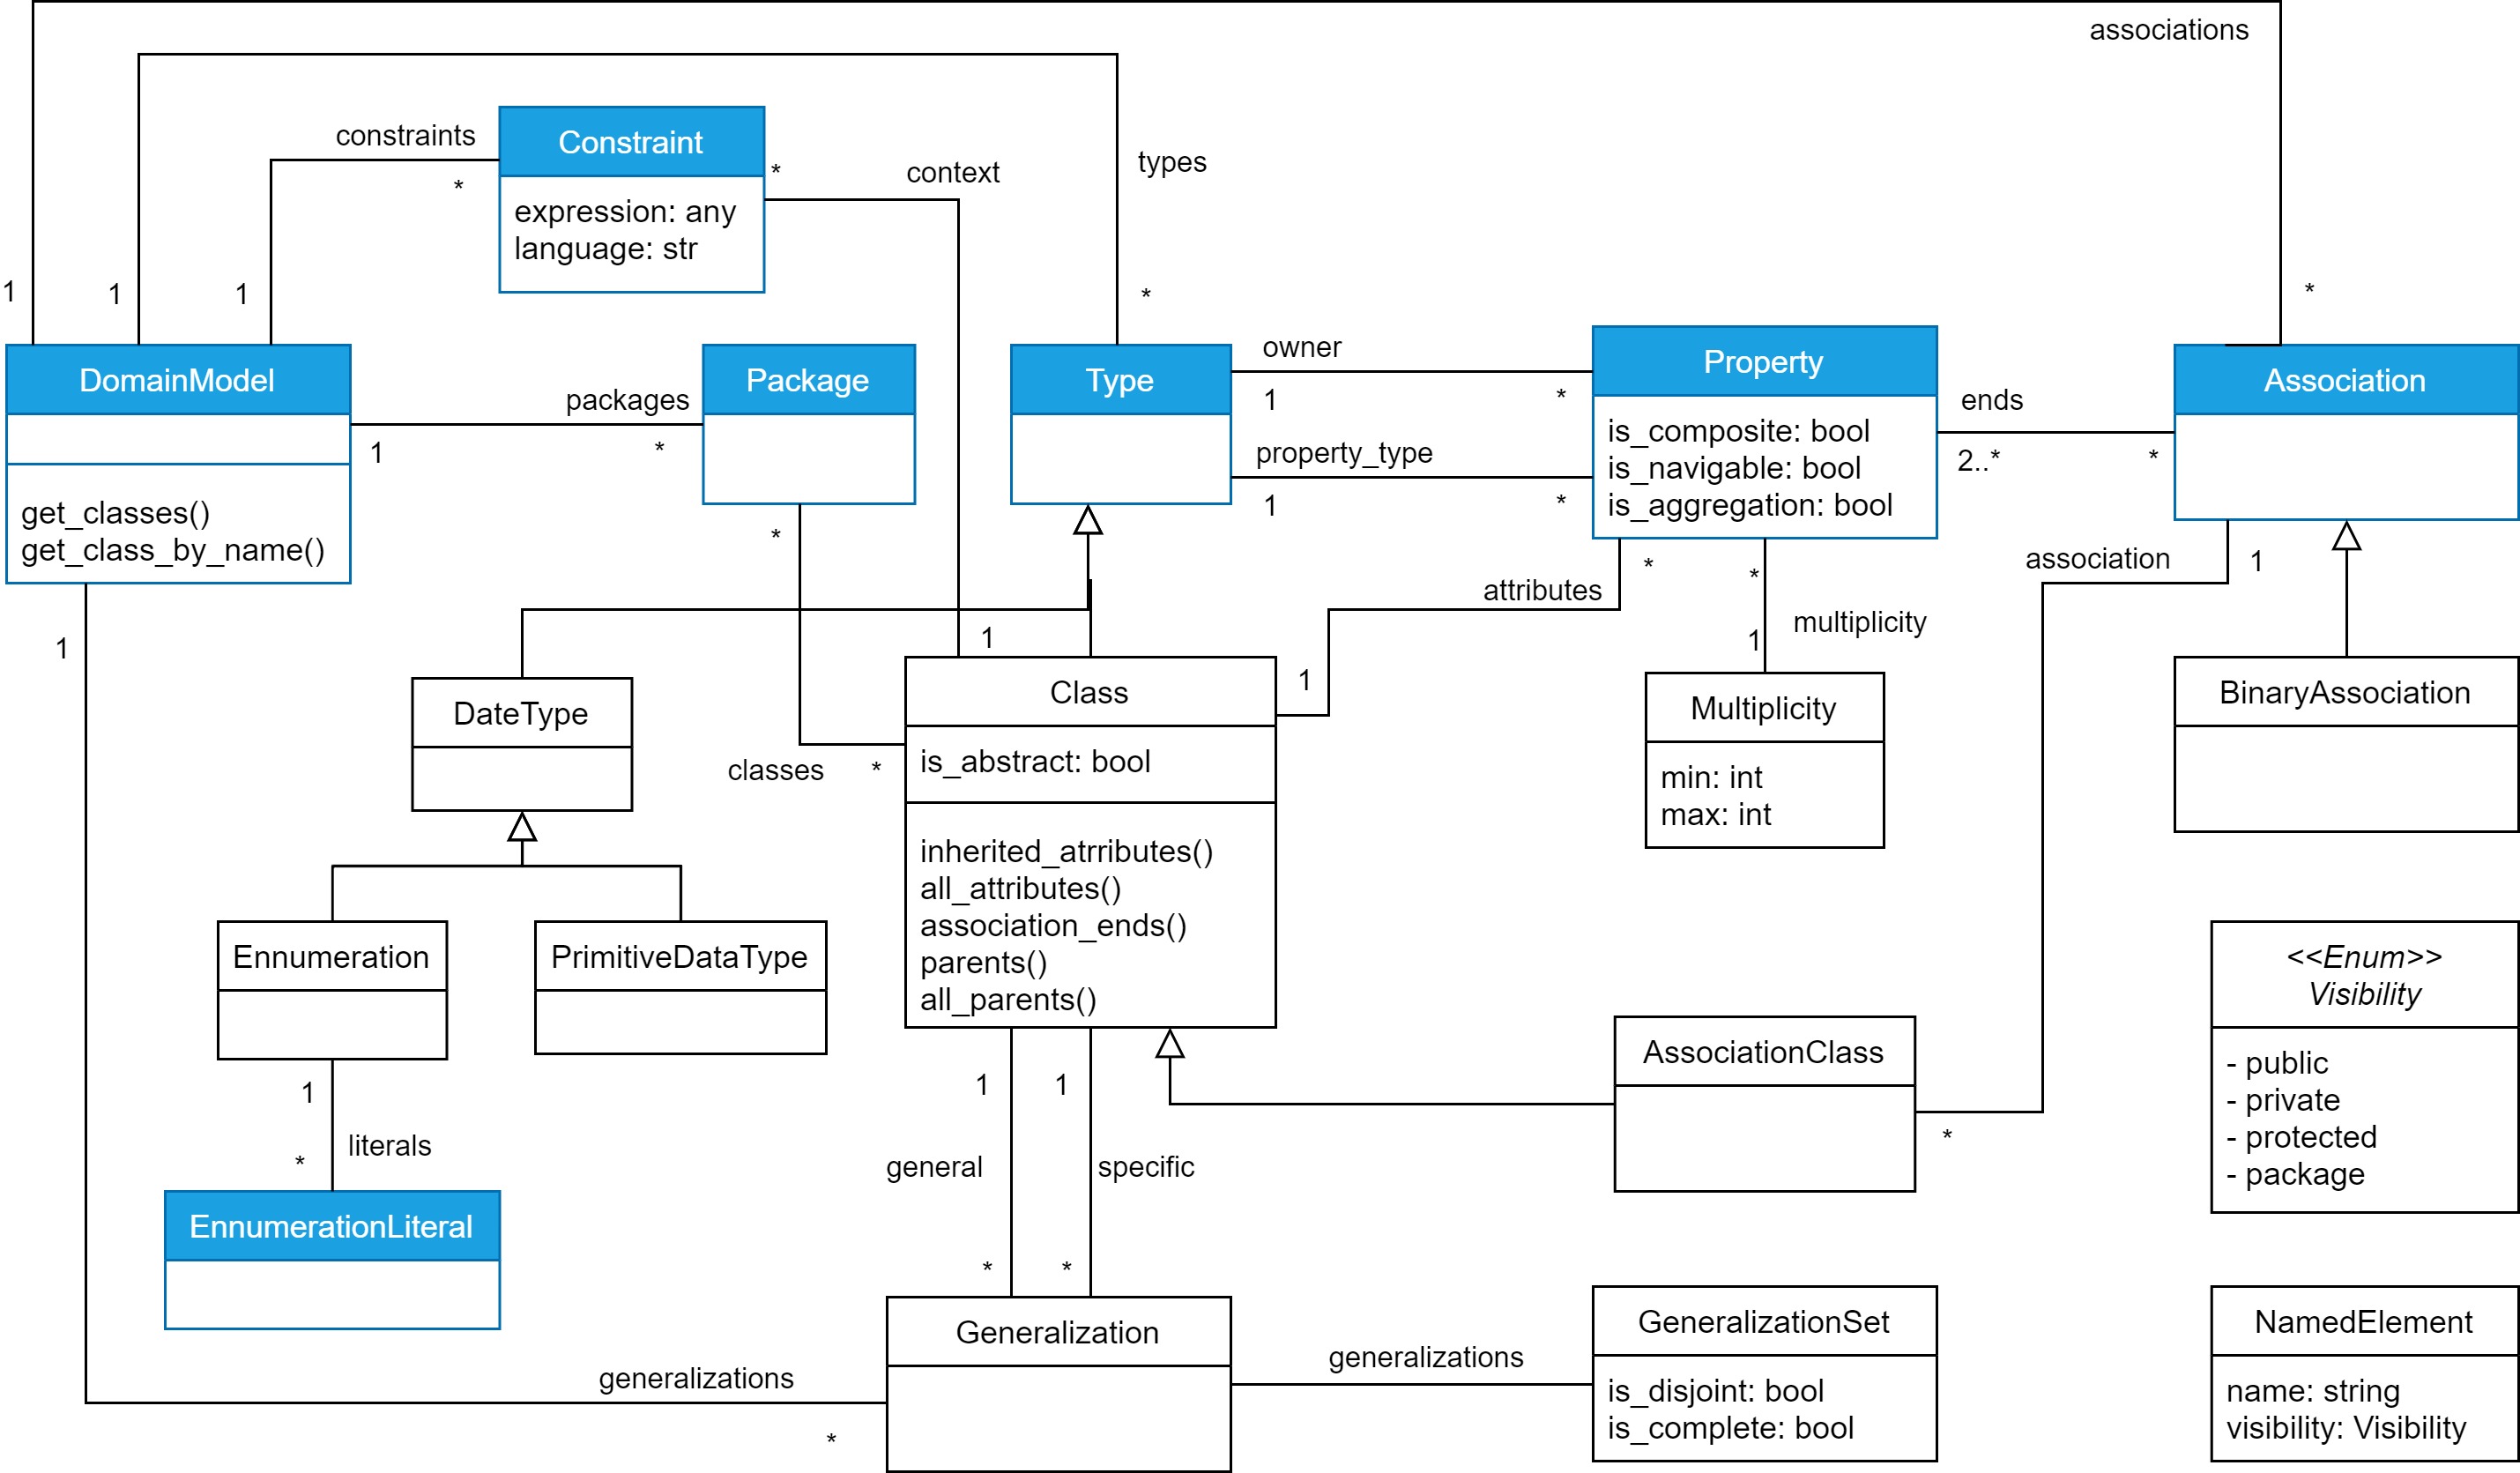 associations
constraints
Constraint
*
*
context
types
expression: any
language: str
1
1
1
*
*
DomainModel
packages
Package
Type
owner
Property
ends
Association
1
*
1
*
is_composite: bool
is_navigable: bool
is_aggregation: bool
2..*
*
property_type
1
*
get_classes()
get_class_by_name()
*
attributes
*
*
association
1
multiplicity
1
1
1
1
DateType
Class
Multiplicity
BinaryAssociation
classes
*
is_abstract: bool
min: int
max: int
inherited_atrributes()
all_attributes()
association_ends()
parents()
all_parents()
Ennumeration
PrimitiveDataType
<<Enum>>
Visibility
AssociationClass
- public
- private
- protected
- package
1
1
1
*
literals
*
general
specific
EnnumerationLiteral
*
*
Generalization
GeneralizationSet
NamedElement
generalizations
generalizations
is_disjoint: bool
is_complete: bool
name: string
visibility: Visibility
*